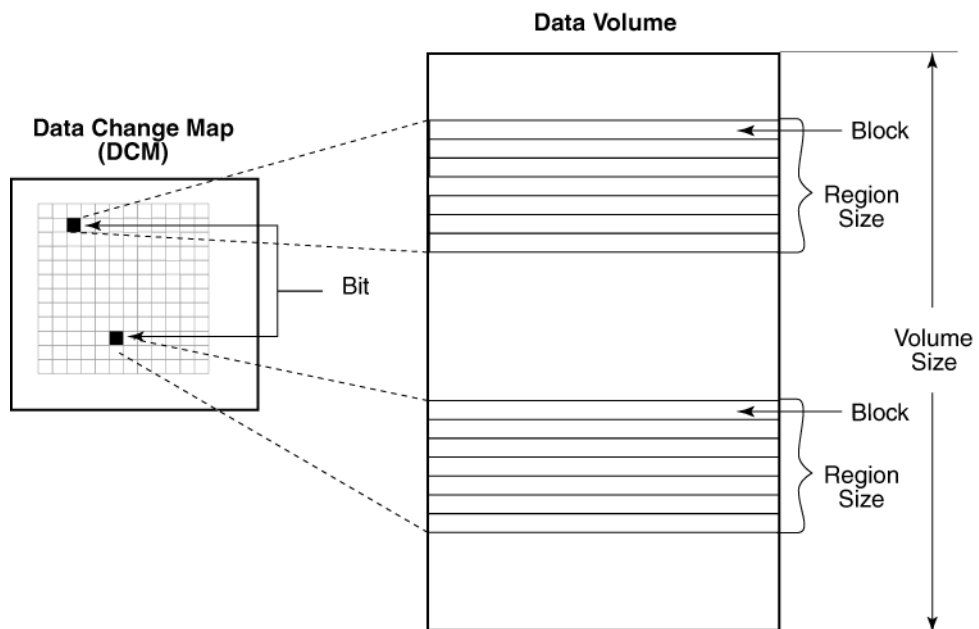 Data Volume
Data Change Map
(DCM)
Block
Region
Size
Bit
Volume
Size
Block
Region
Size